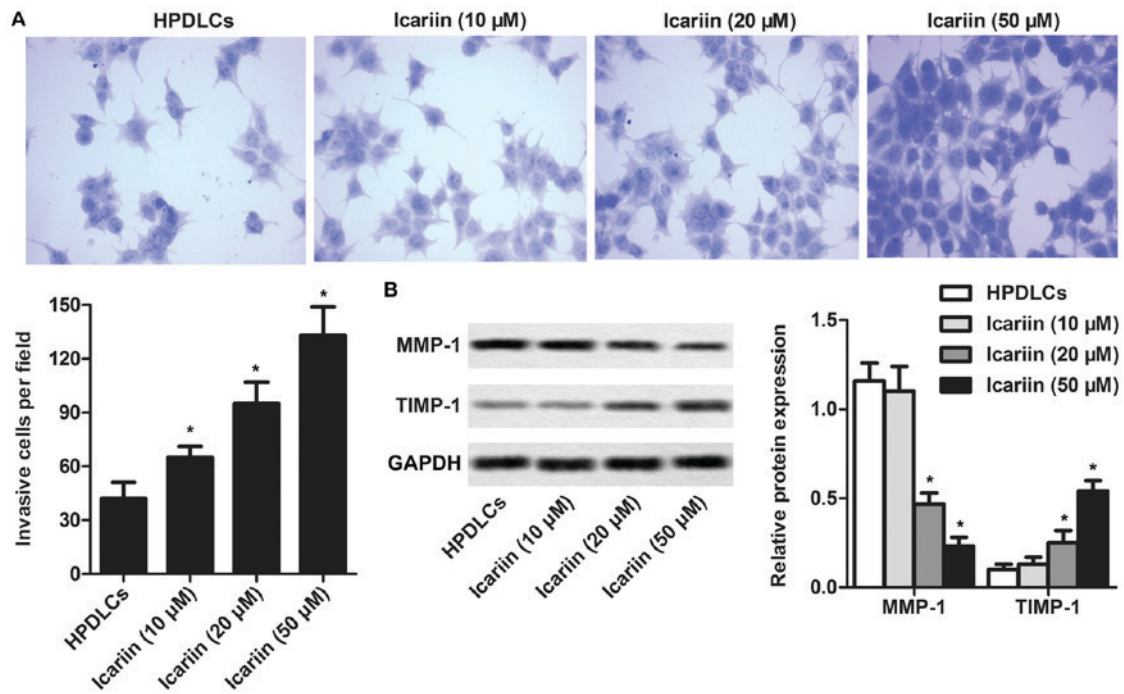 A
HPDLCs
Icariin (10 µM)
Icariin (20 µM)
Icariin (50 µM)
Invasive cells per field
150
120
90
60
30
0
*
*
*
HPDLCs
Icariin (10 µM)
Icariin (20 µM)
Icariin (50 µM)
B
MMP-1
TIMP-1
GAPDH
HPDLCs
Icariin (10 µM)
Icariin (20 µM)
Icariin (50 µM)
HPDLCs
Icariin (10 µM)
Icariin (20 µM)
Icariin (50 µM)
Relative protein expression
1.5
1.0
0.5
0.0
*
*
*
*
MMP-1
TIMP-1